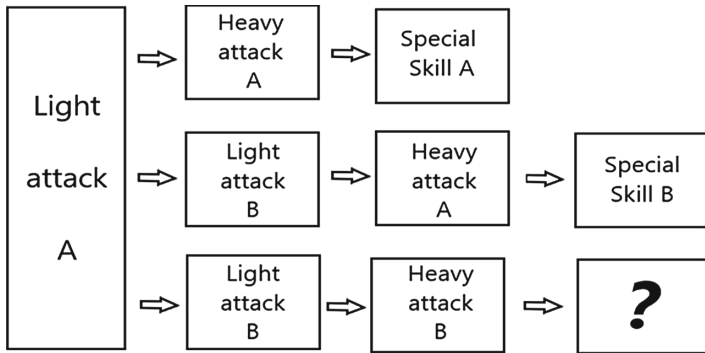 Light
attack
A
Heavy
attack
A
Special
Skill A
Light
attack
B
Heavy
attack
A
Special
Skill B
Light
attack
B
Heavy
attack
B
?